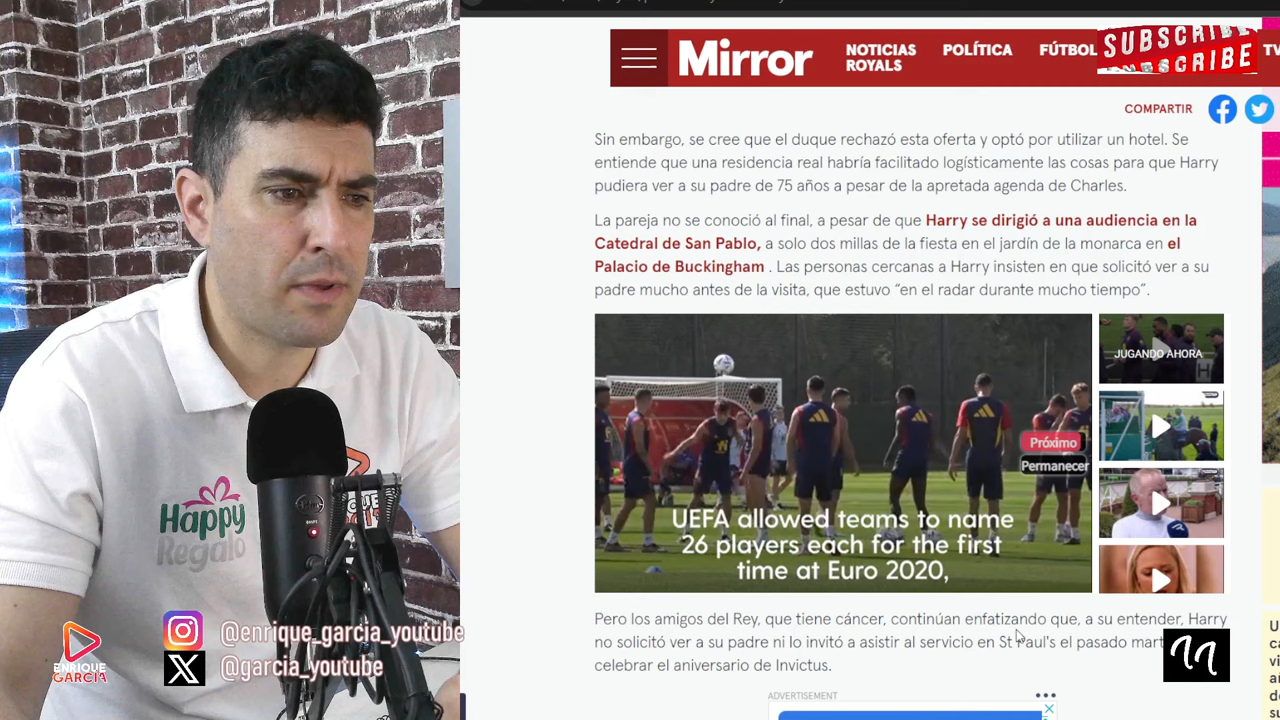 Mirror
NOTICIAS
ROYALS
POLÍTICA
FÚTBOL
SUBSCRIBE
SCRIBE
TV
COMPARTIR
Sin embargo, se cree que el duque rechazó esta oferta y optó por utilizar un hotel. Se
entiende que una residencia real habría facilitado logísticamente las cosas para que Harry
pudiera ver a su padre de 75 años a pesar de la apretada agenda de Charles.
La pareja no se conoció al final, a pesar de que Harry se dirigió a una audiencia en la
Catedral de San Pablo, a solo dos millas de la fiesta en el jardín de la monarca en el
Palacio de Buckingham . Las personas cercanas a Harry insisten en que solicitó ver a su
padre mucho antes de la visita, que estuvo “en el radar durante mucho tiempo”.
JUGANDO AHORA
Próximo
Permanecer
UEFA allowed teams to name
26 players each for the first
time at Euro 2020,
Pero los amigos del Rey, que tiene cáncer, continúan enfatizando que, a su entender, Harry
no solicitó ver a su padre ni lo invitó a asistir al servicio en St Paul's el pasado mart
celebrar el aniversario de Invictus.
ADVERTISEMENT
Happy
Regalo
@enrique_garcia_youtube
@garcia_youtube
ENRIQUE
GARCIA